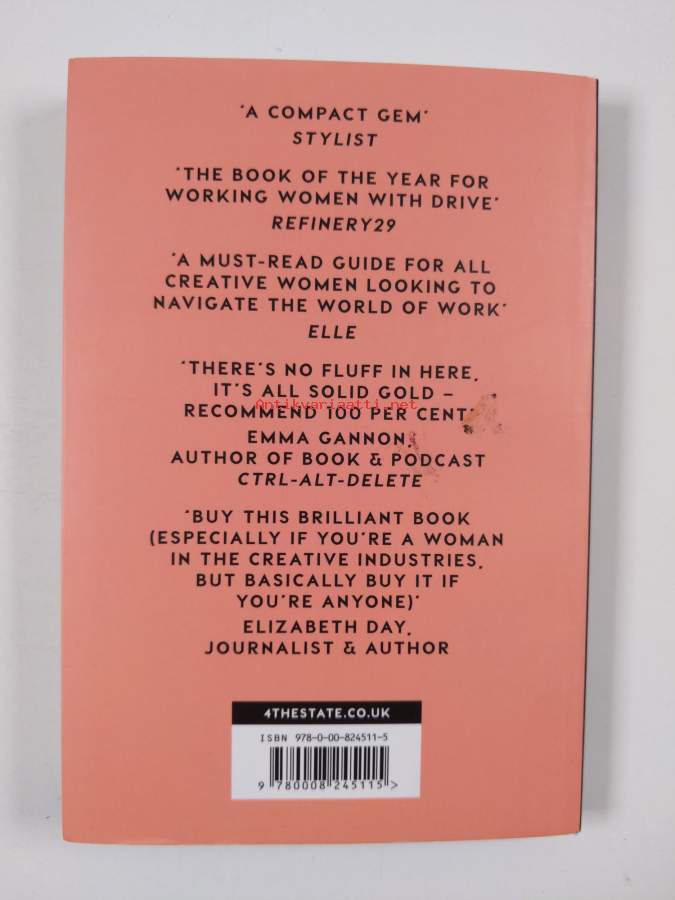 'A COMPACT GEM'
STYLIST
'THE BOOK OF THE YEAR FOR
WORKING WOMEN WITH DRIVE'
REFINERY29
'A MUST-READ GUIDE FOR ALL
CREATIVE WOMEN LOOKING TO
NAVIGATE THE WORLD OF WORK'
ELLE
'THERE'S NO FLUFF IN HERE,
IT'S ALL SOLID GOLD –
Antikvariaatti.net
RECOMMEND 100 PER CENT'
EMMA GANNON,
AUTHOR OF BOOK & PODCAST
CTRL-ALT-DELETE
'BUY THIS BRILLIANT BOOK
(ESPECIALLY IF YOU'RE A WOMAN
IN THE CREATIVE INDUSTRIES,
BUT BASICALLY BUY IT IF
YOU'RE ANYONE)'
ELIZABETH DAY,
JOURNALIST & AUTHOR
4THESTATE.CO.UK
ISBN 978-0-00-824511-5
9 780008 245115 >